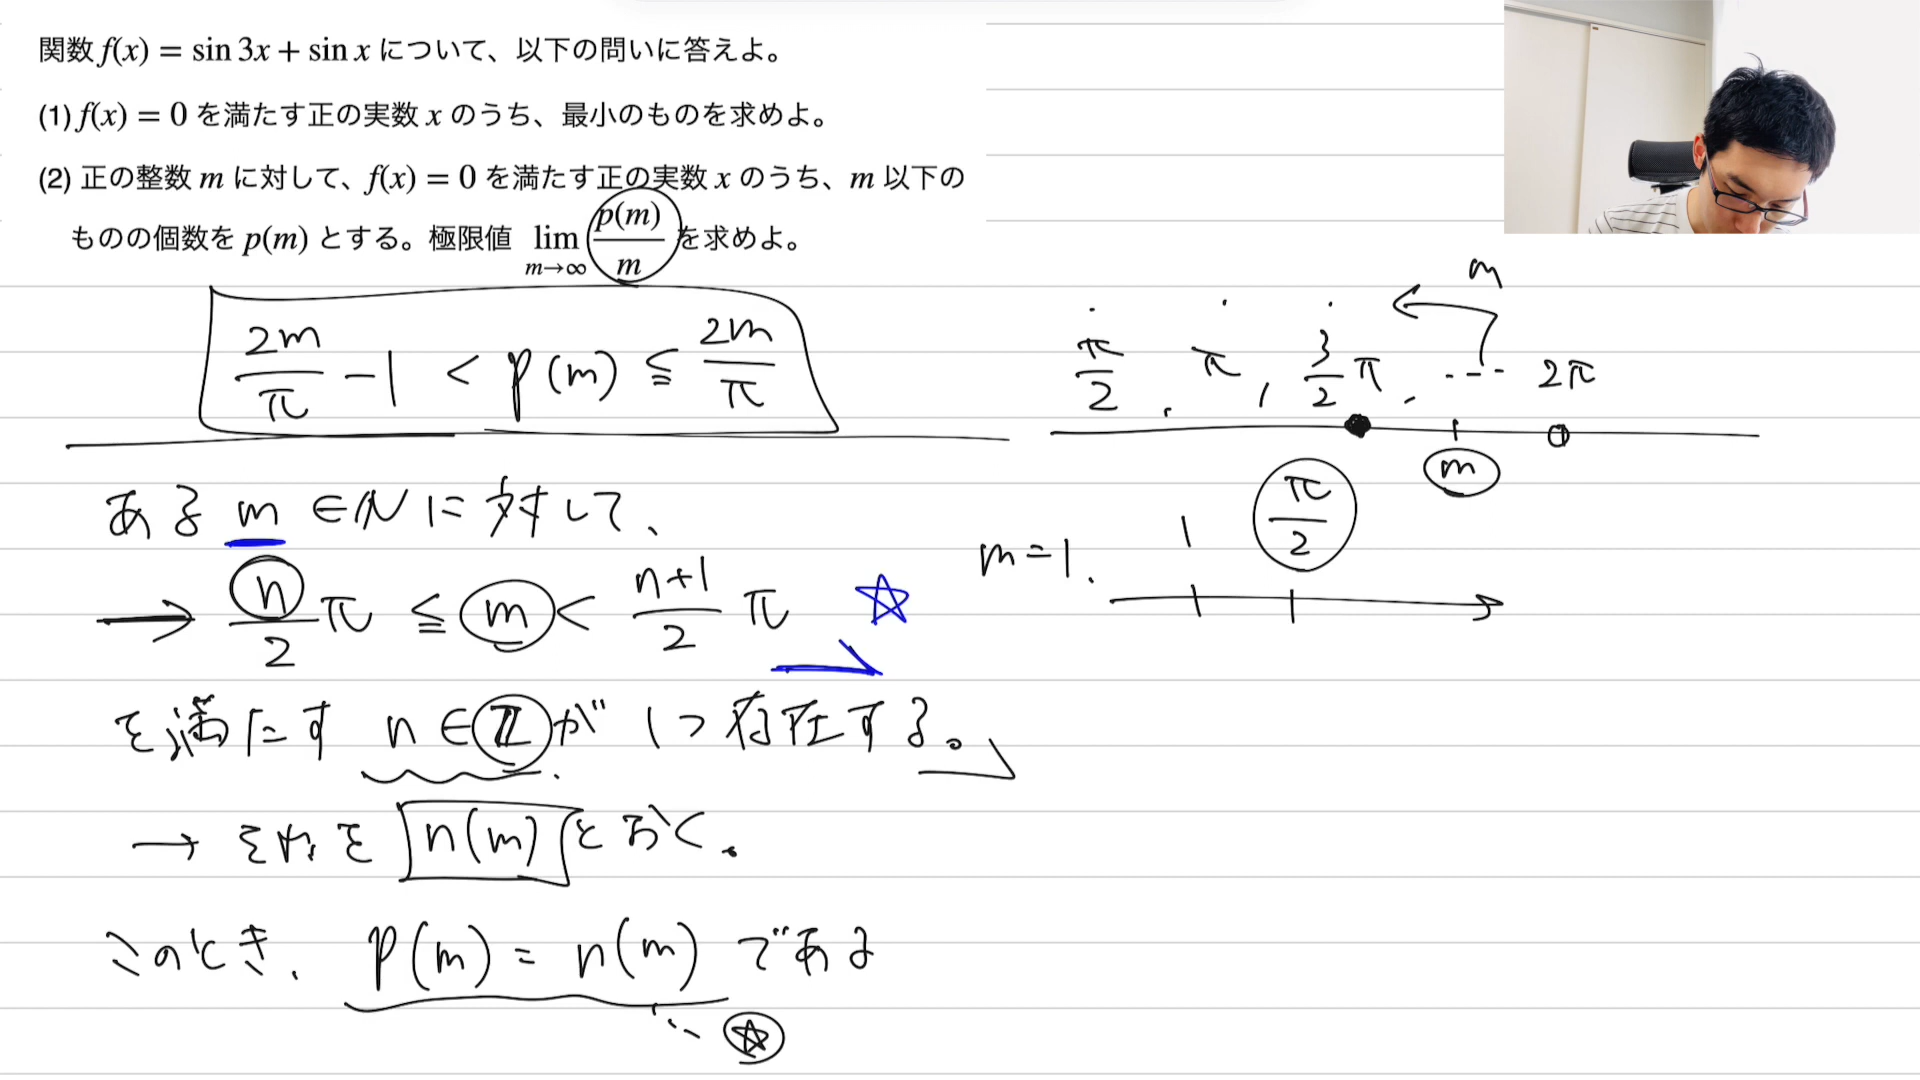 関数 f(x) = sin 3x + sin x について、以下の問いに答えよ。
(1) f(x) = 0 を満たす正の実数 x のうち、最小のものを求めよ。
(2) 正の整数 m に対して、f(x) = 0 を満たす正の実数 x のうち、m 以下の
ものの個数を p(m) とする。極限値 lim_{m→∞} p(m)/m を求めよ。
2m/π - 1 < p(m) ≦ 2m/π
ある m ∈ ℕ に対して、
→ n/2 π ≦ m < (n+1)/2 π ☆
を満たす n ∈ ℤ が 1つ存在する。
→ それを n(m) とおく.
このとき. p(m) = n(m) である
∵ ☆
m
π/2 , π , 3/2 π , ... 2π
m
m = 1. 1 π/2